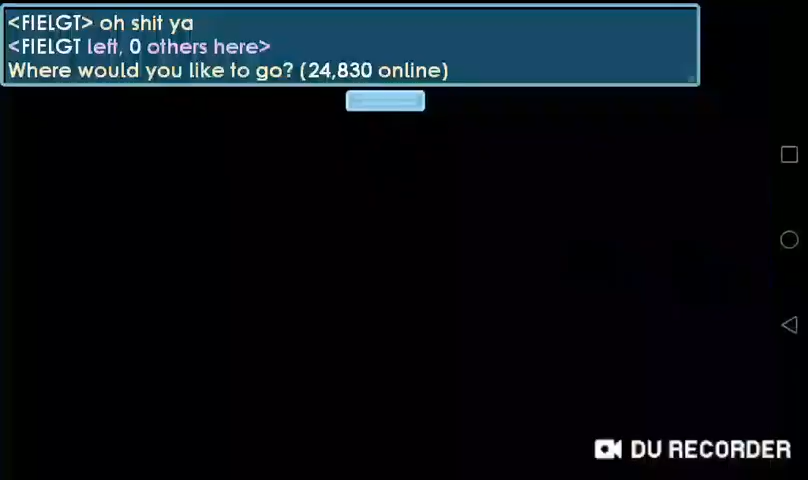 <FIELGT> oh shit ya
<FIELGT left, 0 others here>
Where would you like to go? (24,830 online)
DU RECORDER